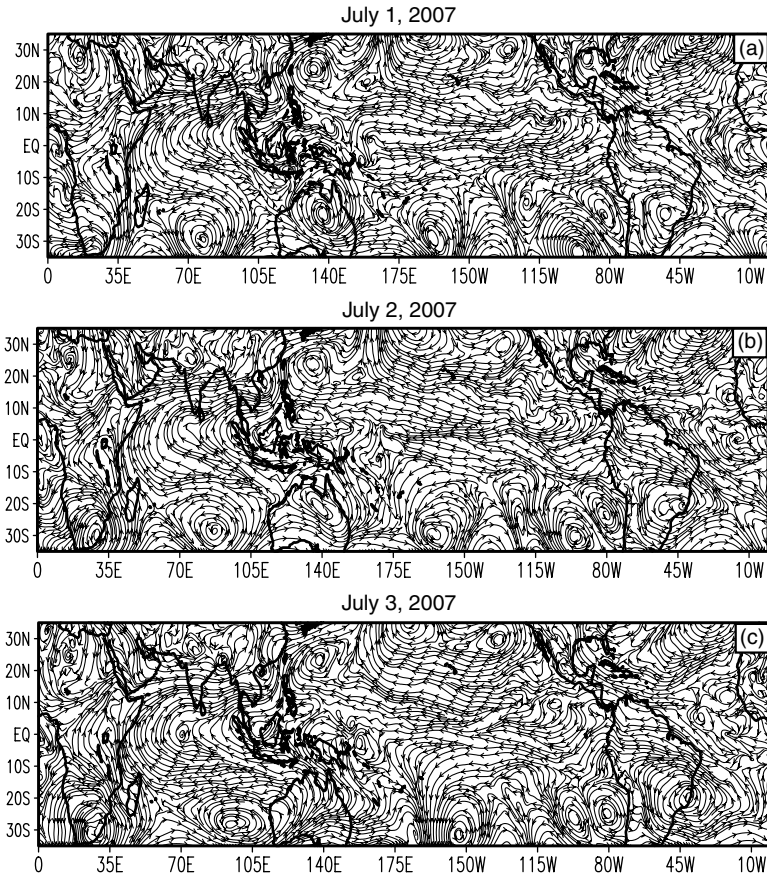 July 1, 2007
(a)
30N
20N
10N
EQ
10S
20S
30S
0 35E 70E 105E 140E 175E 150W 115W 80W 45W 10W
July 2, 2007
(b)
30N
20N
10N
EQ
10S
20S
30S
0 35E 70E 105E 140E 175E 150W 115W 80W 45W 10W
July 3, 2007
(c)
30N
20N
10N
EQ
10S
20S
30S
0 35E 70E 105E 140E 175E 150W 115W 80W 45W 10W